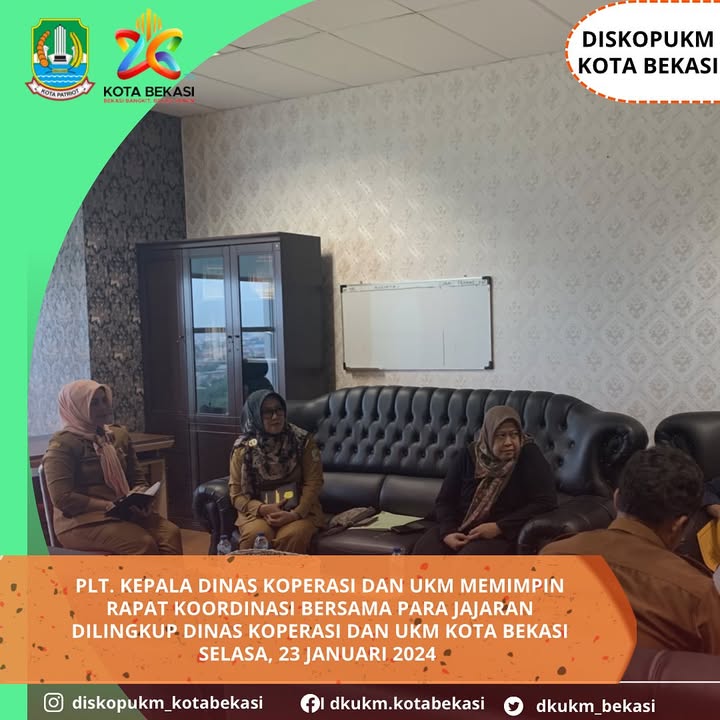 KOTA PATRIOT
26
KOTA BEKASI
DISKOPUKM
KOTA BEKASI
PLT. KEPALA DINAS KOPERASI DAN UKM MEMIMPIN
RAPAT KOORDINASI BERSAMA PARA JAJARAN
DILINGKUP DINAS KOPERASI DAN UKM KOTA BEKASI
SELASA, 23 JANUARI 2024
diskopukm_kotabekasi
dkukm.kotabekasi
dkukm_bekasi